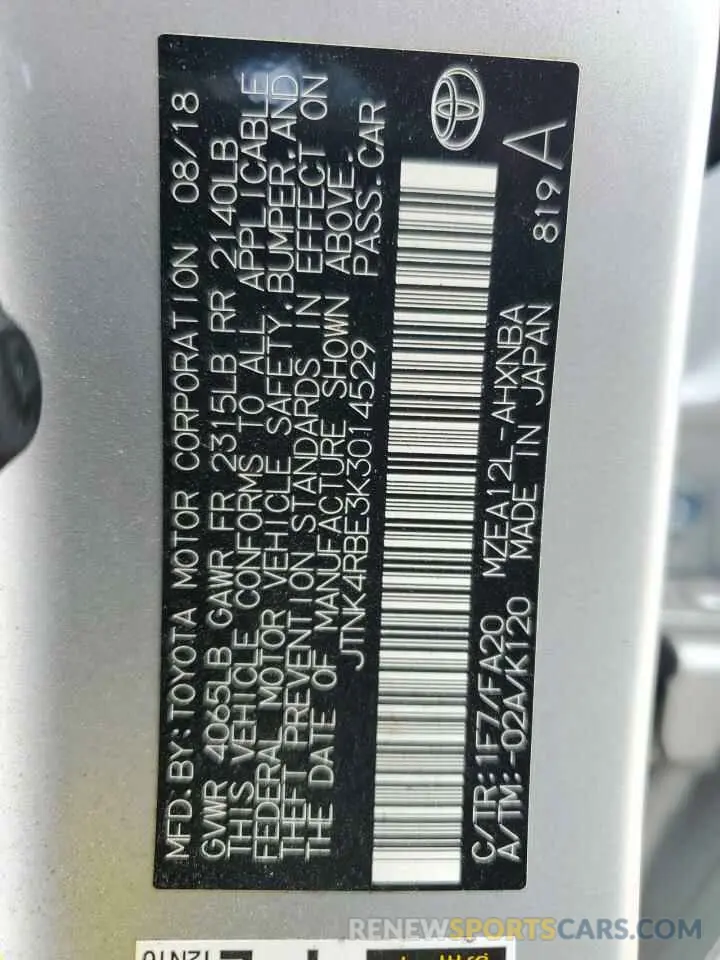 MFD.BY:TOYOTA MOTOR CORPORATION 08/18
GVWR 4065LB GAWR FR 2315LB RR 2140LB
THIS VEHICLE CONFORMS TO ALL APPLICABLE
FEDERAL MOTOR VEHICLE SAFETY,BUMPER,AND
THEFT PREVENTION STANDARDS IN EFFECT ON
THE DATE OF MANUFACTURE SHOWN ABOVE.
JTNK4RBE3K3014529 PASS.CAR
C/TR:1F7/FA20 MZEA12L-AHXNBA
A/TM:-02A/K120 MADE IN JAPAN
819A
RENEWSPORTSCARS.COM